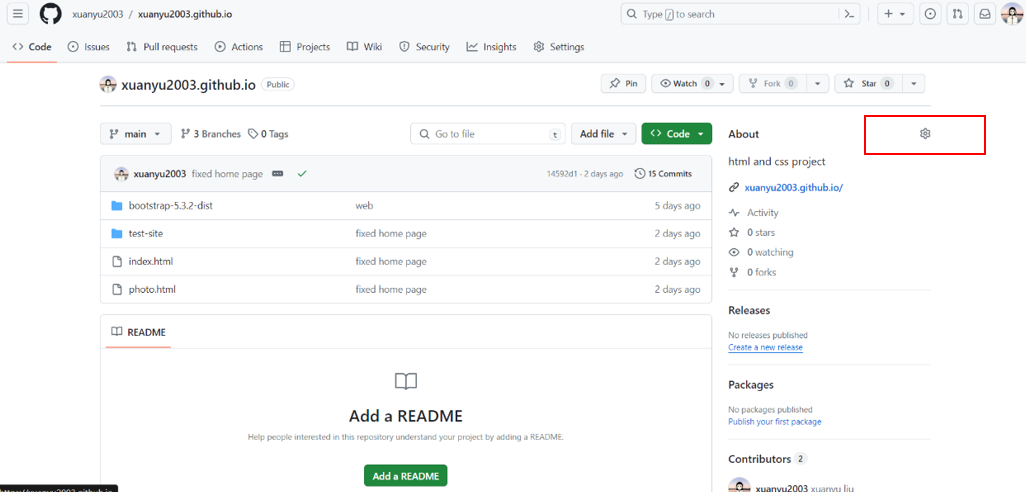 xuanyu2003 / xuanyu2003.github.io
Type / to search
Code Issues Pull requests Actions Projects Wiki Security Insights Settings
xuanyu2003.github.io Public
Pin Watch 0 Fork 0 Star 0
main 3 Branches 0 Tags Go to file t Add file Code
xuanyu2003 fixed home page 14592d1 · 2 days ago 15 Commits
bootstrap-5.3.2-dist web 5 days ago
test-site fixed home page 2 days ago
index.html fixed home page 2 days ago
photo.html fixed home page 2 days ago
README
Add a README
Help people interested in this repository understand your project by adding a README.
Add a README
About
html and css project
xuanyu2003.github.io/
Activity
0 stars
0 watching
0 forks
Releases
No releases published
Create a new release
Packages
No packages published
Publish your first package
Contributors 2
xuanyu2003 xuanyu liu